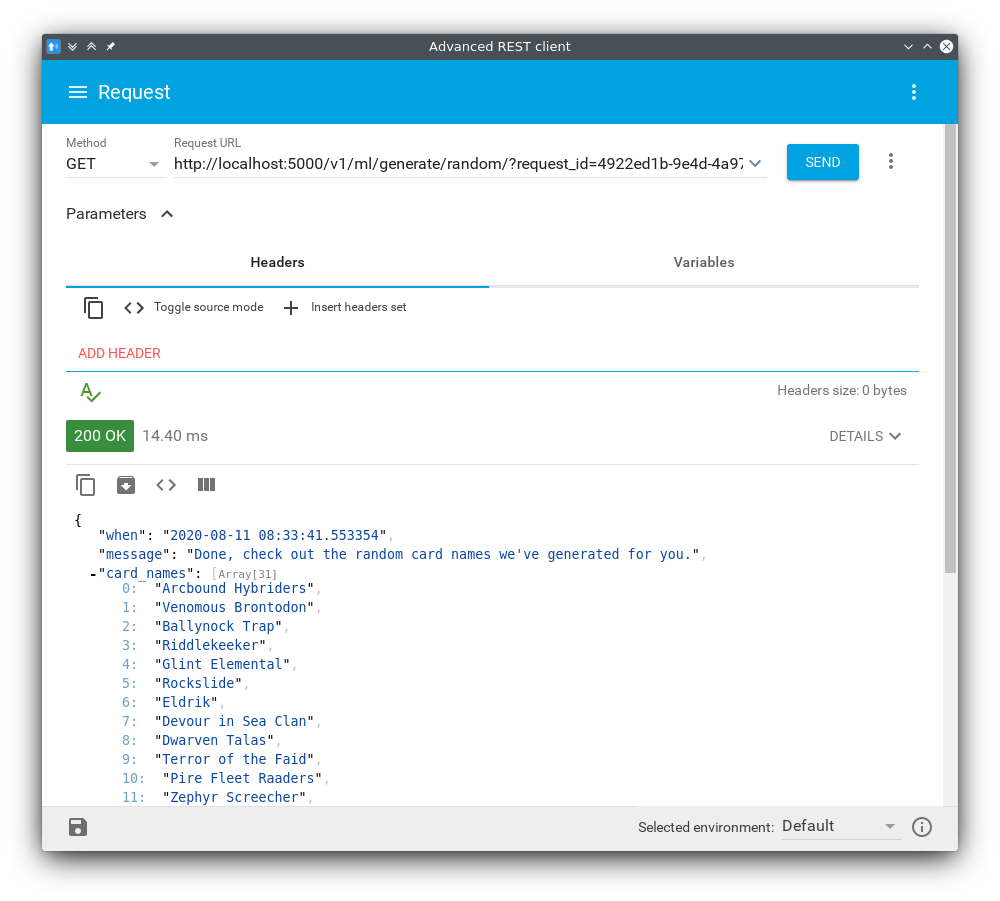 Advanced REST client
Request
Method
Request URL
GET
http://localhost:5000/v1/ml/generate/random/?request_id=4922ed1b-9e4d-4a97
SEND
Parameters
Headers
Variables
Toggle source mode
Insert headers set
ADD HEADER
Headers size: 0 bytes
200 OK
14.40 ms
DETAILS
{
"when": "2020-08-11 08:33:41.553354",
"message": "Done, check out the random card names we've generated for you.",
-"card_names": [Array[31]
0: "Arcbound Hybriders",
1: "Venomous Brontodon",
2: "Ballynock Trap",
3: "Riddlekeeker",
4: "Glint Elemental",
5: "Rockslide",
6: "Eldrik",
7: "Devour in Sea Clan",
8: "Dwarven Talas",
9: "Terror of the Faid",
10: "Pire Fleet Raaders",
11: "Zephyr Screecher",
Selected environment: Default